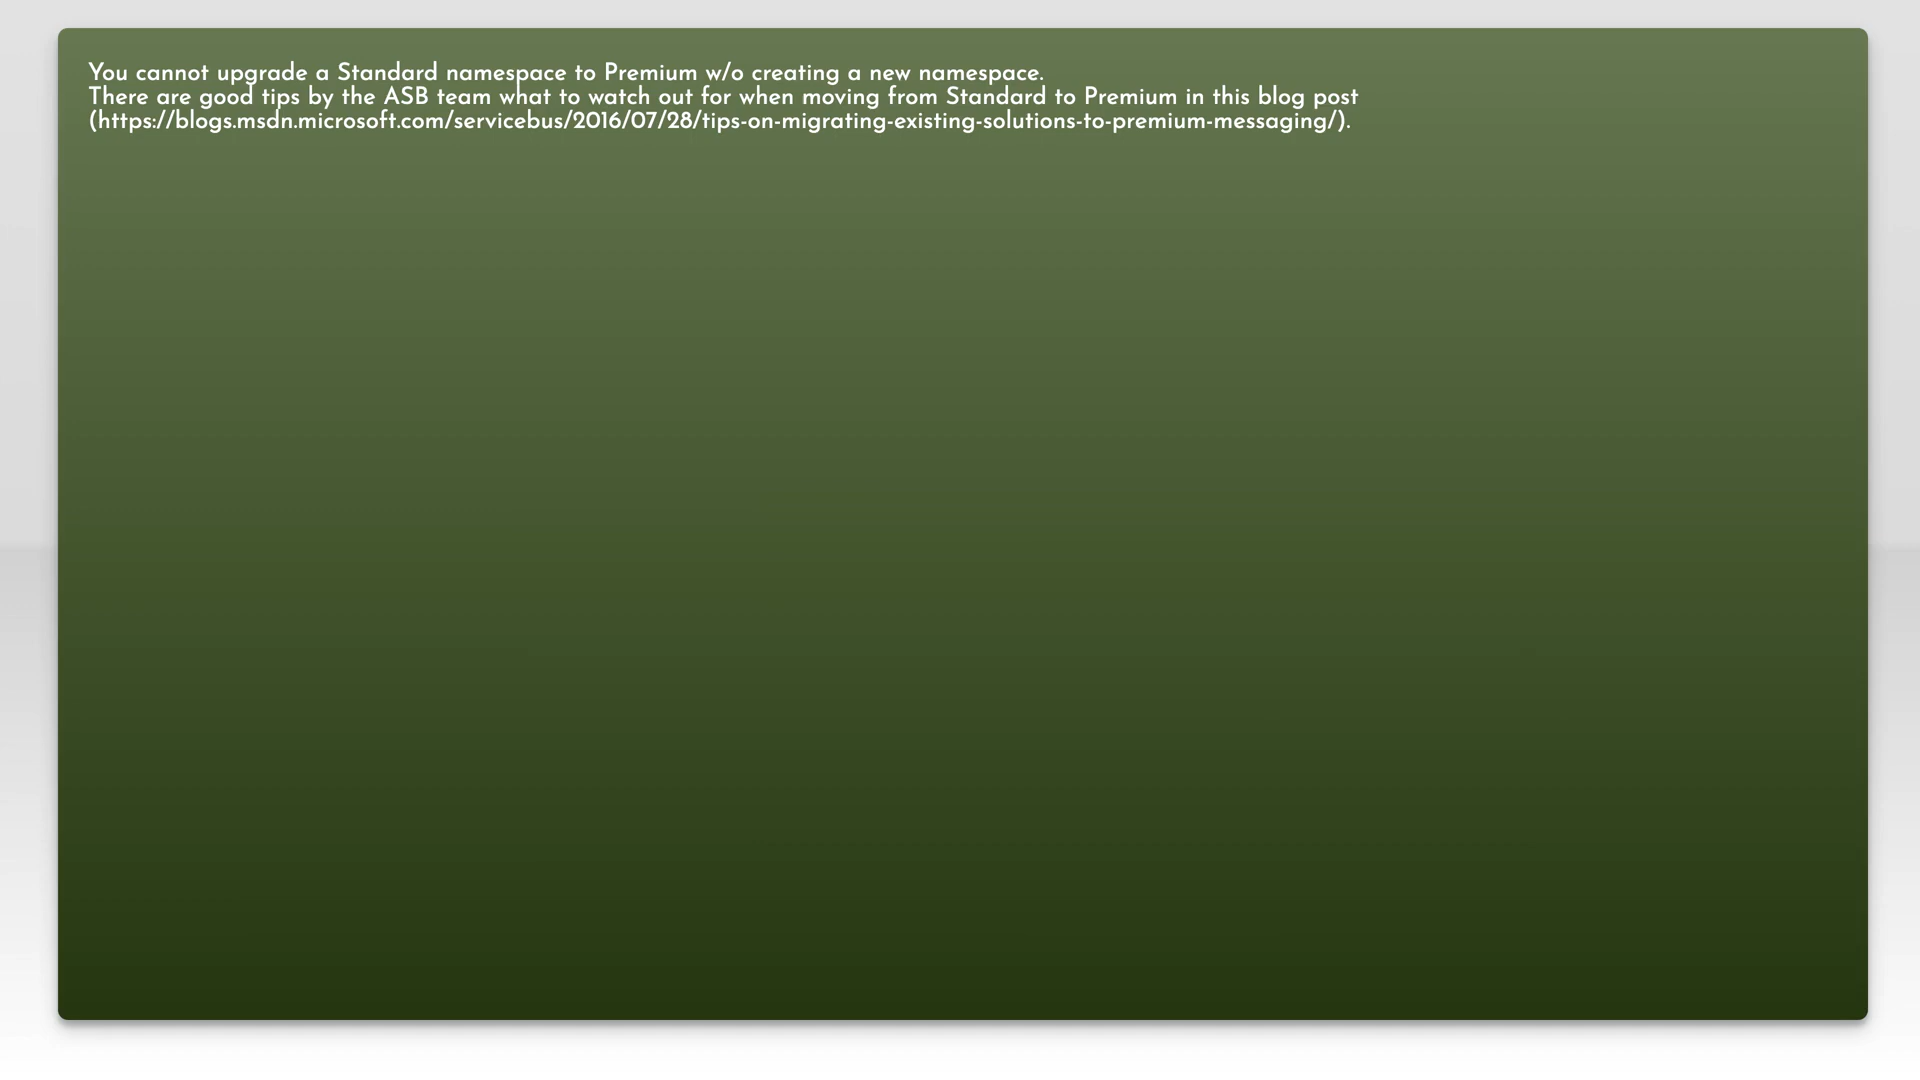 You cannot upgrade a Standard namespace to Premium w/o creating a new namespace.
There are good tips by the ASB team what to watch out for when moving from Standard to Premium in this blog post
(https://blogs.msdn.microsoft.com/servicebus/2016/07/28/tips-on-migrating-existing-solutions-to-premium-messaging/).